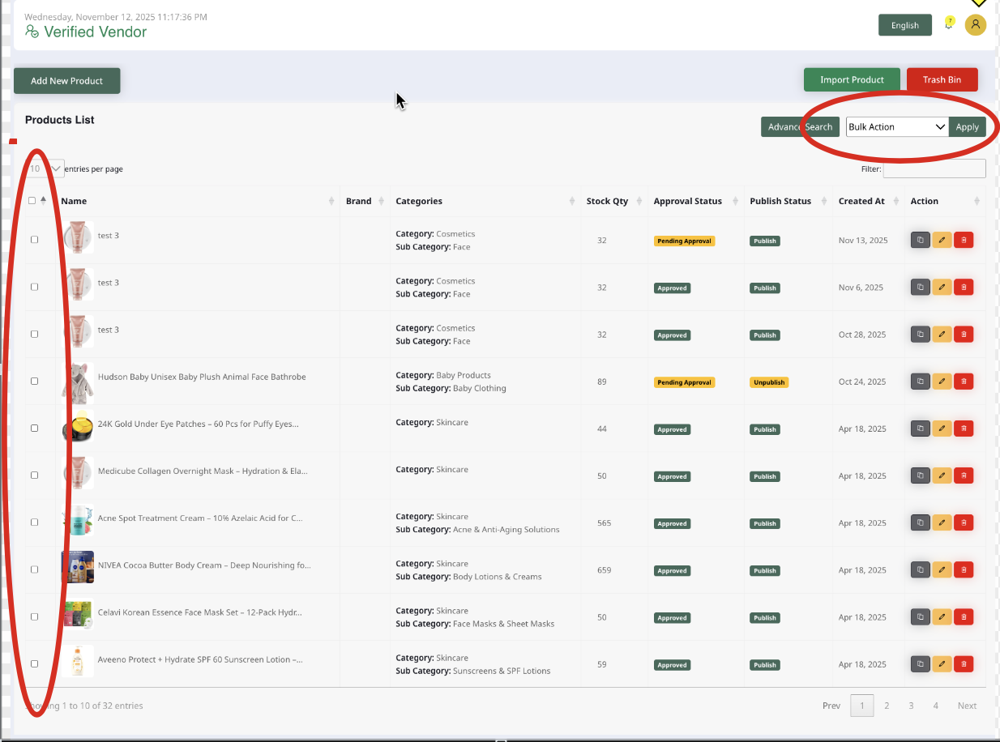 Wednesday, November 12, 2025 11:17:36 PM
Verified Vendor
English
7
Add New Product
Import Product
Trash Bin
Products List
Advance Search
Bulk Action
Apply
10 entries per page
Filter:
Name Brand Categories Stock Qty Approval Status Publish Status Created At Action
test 3
Category: Cosmetics
Sub Category: Face
32 Pending Approval Publish Nov 13, 2025
test 3
Category: Cosmetics
Sub Category: Face
32 Approved Publish Nov 6, 2025
test 3
Category: Cosmetics
Sub Category: Face
32 Approved Publish Oct 28, 2025
Hudson Baby Unisex Baby Plush Animal Face Bathrobe
Category: Baby Products
Sub Category: Baby Clothing
89 Pending Approval Unpublish Oct 24, 2025
24K Gold Under Eye Patches – 60 Pcs for Puffy Eyes...
Category: Skincare
44 Approved Publish Apr 18, 2025
Medicube Collagen Overnight Mask – Hydration & Ela...
Category: Skincare
50 Approved Publish Apr 18, 2025
Acne Spot Treatment Cream – 10% Azelaic Acid for C...
Category: Skincare
Sub Category: Acne & Anti-Aging Solutions
565 Approved Publish Apr 18, 2025
NIVEA Cocoa Butter Body Cream – Deep Nourishing fo...
Category: Skincare
Sub Category: Body Lotions & Creams
659 Approved Publish Apr 18, 2025
Celavi Korean Essence Face Mask Set – 12-Pack Hydr...
Category: Skincare
Sub Category: Face Masks & Sheet Masks
50 Approved Publish Apr 18, 2025
Aveeno Protect + Hydrate SPF 60 Sunscreen Lotion –...
Category: Skincare
Sub Category: Sunscreens & SPF Lotions
59 Approved Publish Apr 18, 2025
Showing 1 to 10 of 32 entries
Prev 1 2 3 4 Next